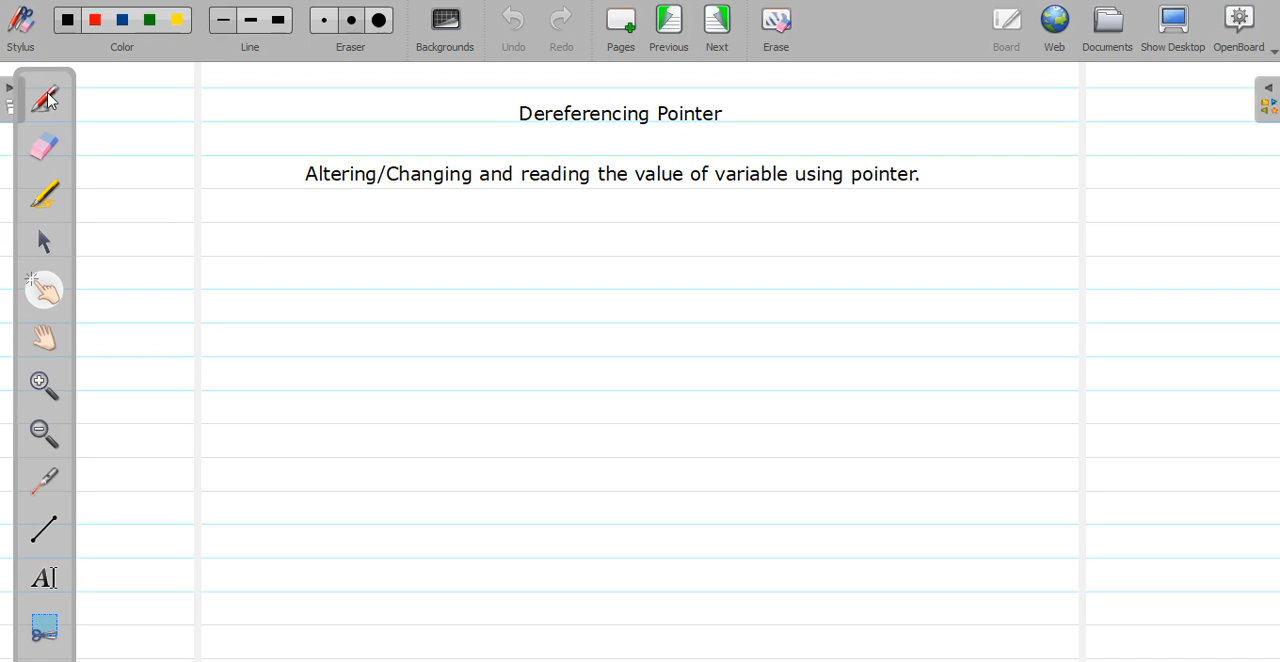 Stylus Color Line Eraser Backgrounds Undo Redo Pages Previous Next Erase Board Web Documents Show Desktop OpenBoard
Dereferencing Pointer
Altering/Changing and reading the value of variable using pointer.
A